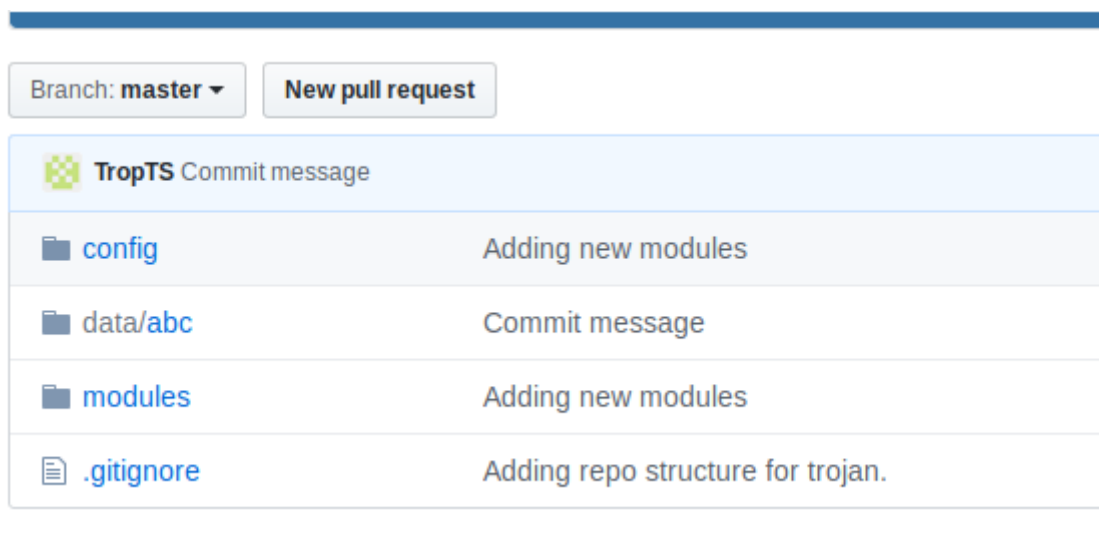 Branch: master New pull request
TropTS Commit message
config Adding new modules
data/abc Commit message
modules Adding new modules
.gitignore Adding repo structure for trojan.